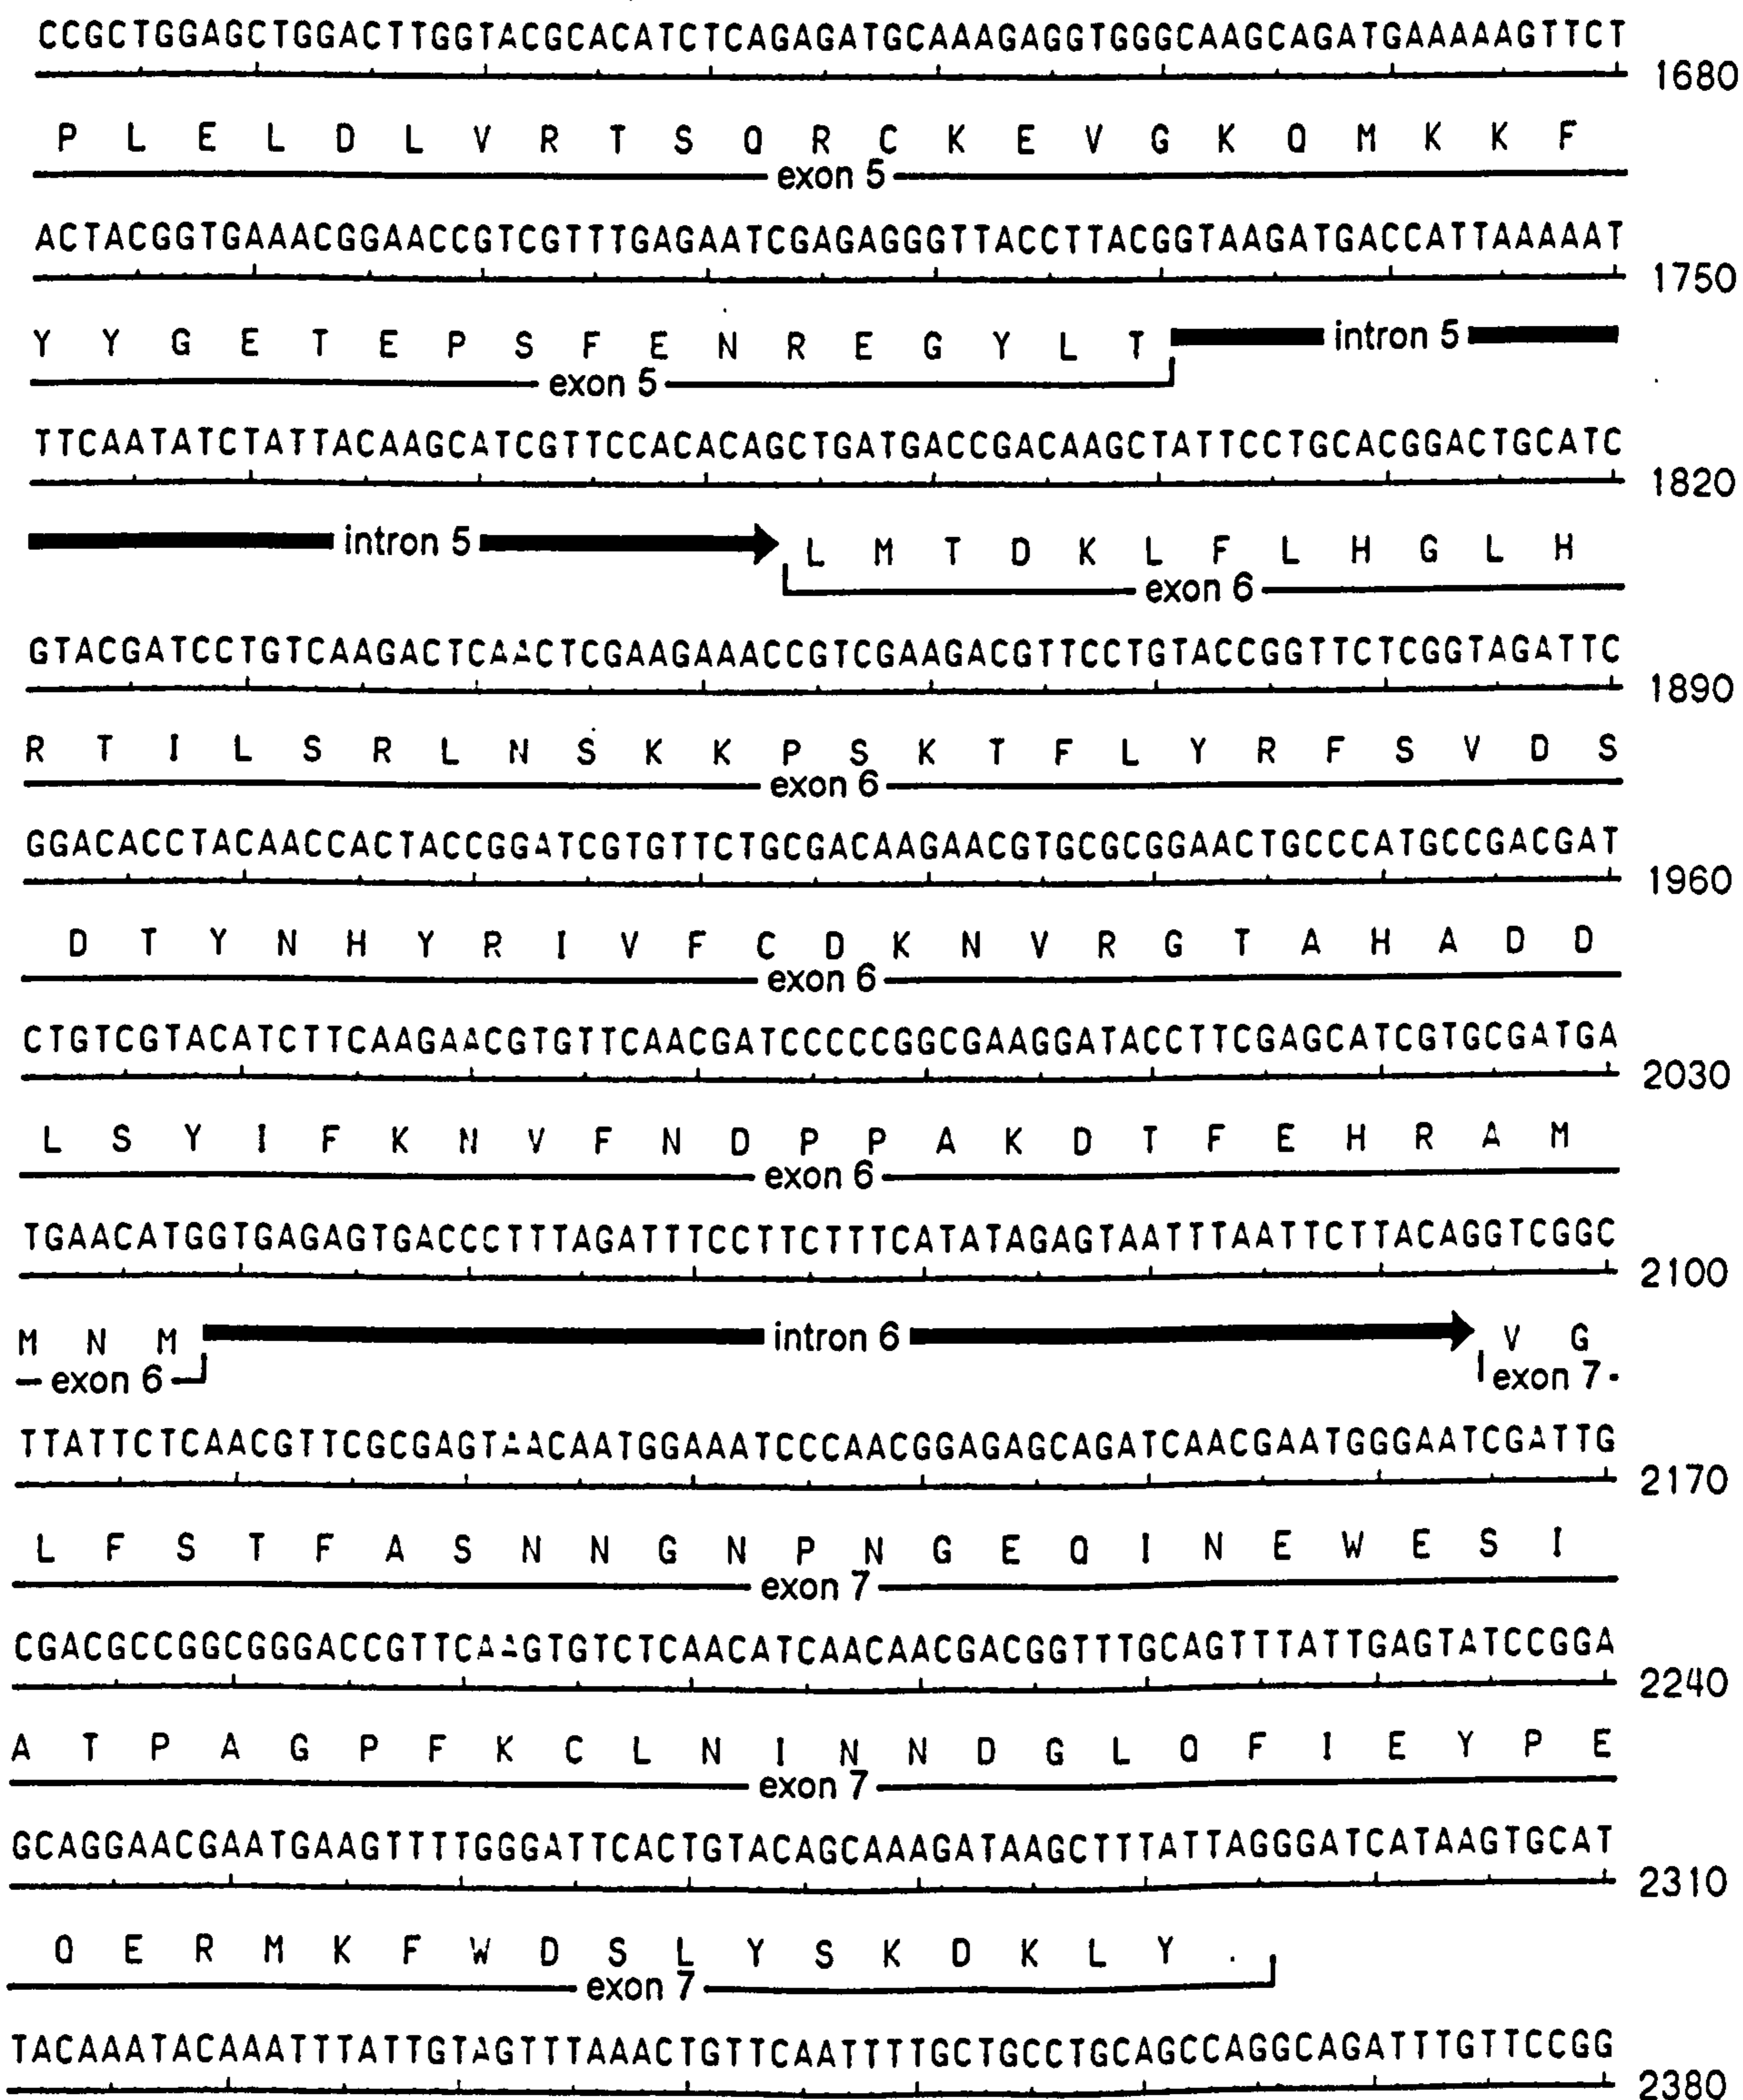 CCGCTGGAGCTGGACTTGGTACGCACATCTCAGAGATGCAAAGAGGTGGGCAAGCAGATGAAAAAGTTCT
1680
P L E L D L V R T S Q R C K E V G K Q M K K F
exon 5
ACTACGGTGAAACGGAACCGTCGTTTGAGAATCGAGAGGGTTACCTTACGGTAAGATGACCATTAAAAAT
1750
Y Y G E T E P S F E N R E G Y L T intron 5
exon 5
TTCAATATCTATTACAAGCATCGTTCCACACAGCTGATGACCGACAAGCTATTCCTGCACGGACTGCATC
1820
intron 5 L M T D K L F L H G L H
exon 6
GTACGATCCTGTCAAGACTCAACTCGAAGAAACCGTCGAAGACGTTCCTGTACCGGTTCTCGGTAGATTC
1890
R T I L S R L N S K K P S K T F L Y R F S V D S
exon 6
GGACACCTACAACCACTACCGGATCGTGTTCTGCGACAAGAACGTGCGCGGAACTGCCCATGCCGACGAT
1960
D T Y N H Y R I V F C D K N V R G T A H A D D
exon 6
CTGTCGTACATCTTCAAGAACGTGTTCAACGATCCCCCGGCGAAGGATACCTTCGAGCATCGTGCGATGA
2030
L S Y I F K N V F N D P P A K D T F E H R A M
exon 6
TGAACATGGTGAGAGTGACCCTTTAGATTTCCTTCTTTCATATAGAGTAATTTAATTCTTACAGGTCGGC
2100
M N M intron 6 V G
exon 6 exon 7
TTATTCTCAACGTTCGCGAGTAACAATGGAAATCCCAACGGAGAGCAGATCAACGAATGGGAATCGATTG
2170
L F S T F A S N N G N P N G E Q I N E W E S I
exon 7
CGACGCCGGCGGGACCGTTCAAGTGTCTCAACATCAACAACGACGGTTTGCAGTTTATTGAGTATCCGGA
2240
A T P A G P F K C L N I N N D G L Q F I E Y P E
exon 7
GCAGGAACGAATGAAGTTTTGGGATTCACTGTACAGCAAAGATAAGCTTTATTAGGGATCATAAGTGCAT
2310
Q E R M K F W D S L Y S K D K L Y .
exon 7
TACAAATACAAATTTATTGTAGTTTAAACTGTTCAATTTTGCTGCCTGCAGCCAGGCAGATTTGTTCCGG
2380